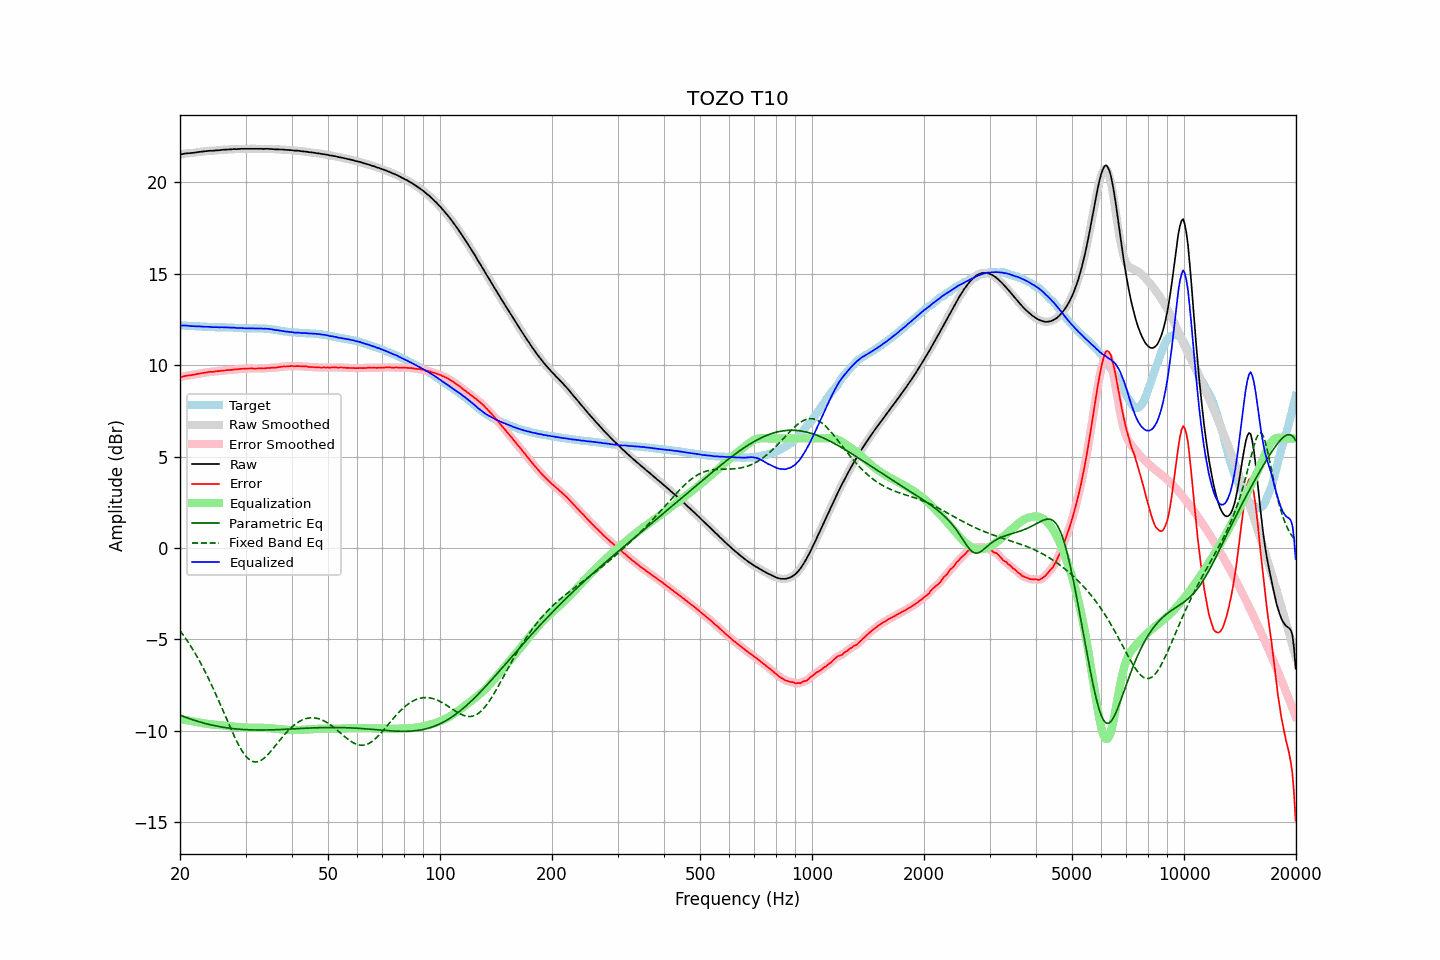 TOZO T10
Amplitude (dBr)
20
15
10
5
0
−5
−10
−15
Target
Raw Smoothed
Error Smoothed
Raw
Error
Equalization
Parametric Eq
Fixed Band Eq
Equalized
20 50 100 200 500 1000 2000 5000 10000 20000
Frequency (Hz)